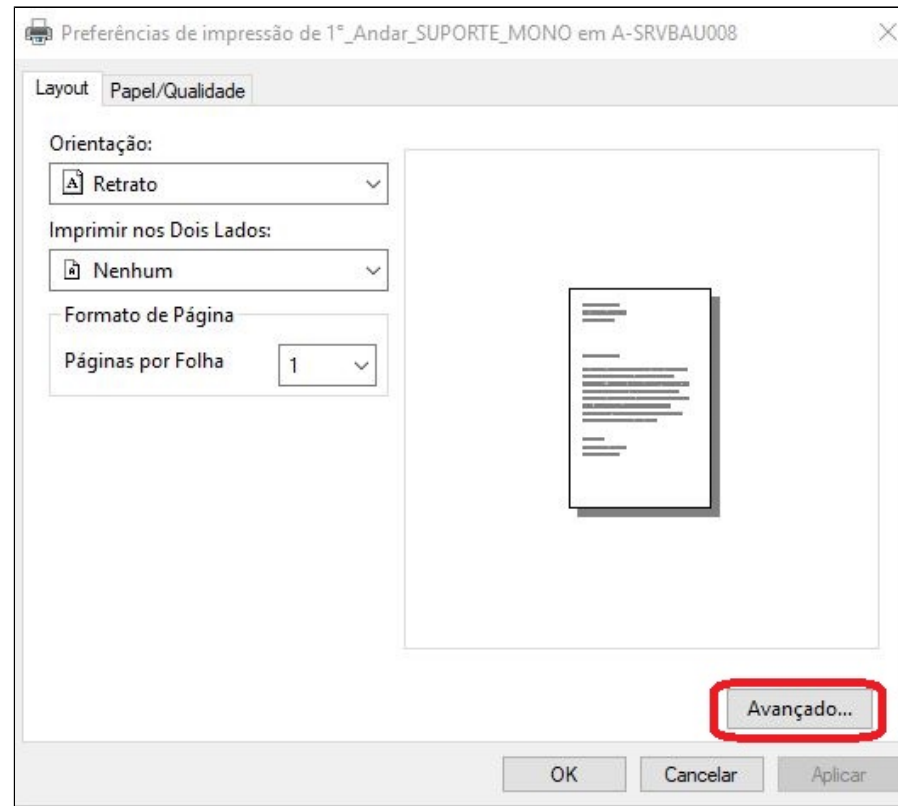 Preferências de impressão de 1°_Andar_SUPORTE_MONO em A-SRVBAU008
Layout
Papel/Qualidade
Orientação:
Retrato
Imprimir nos Dois Lados:
Nenhum
Formato de Página
Páginas por Folha
1
Avançado...
OK
Cancelar
Aplicar